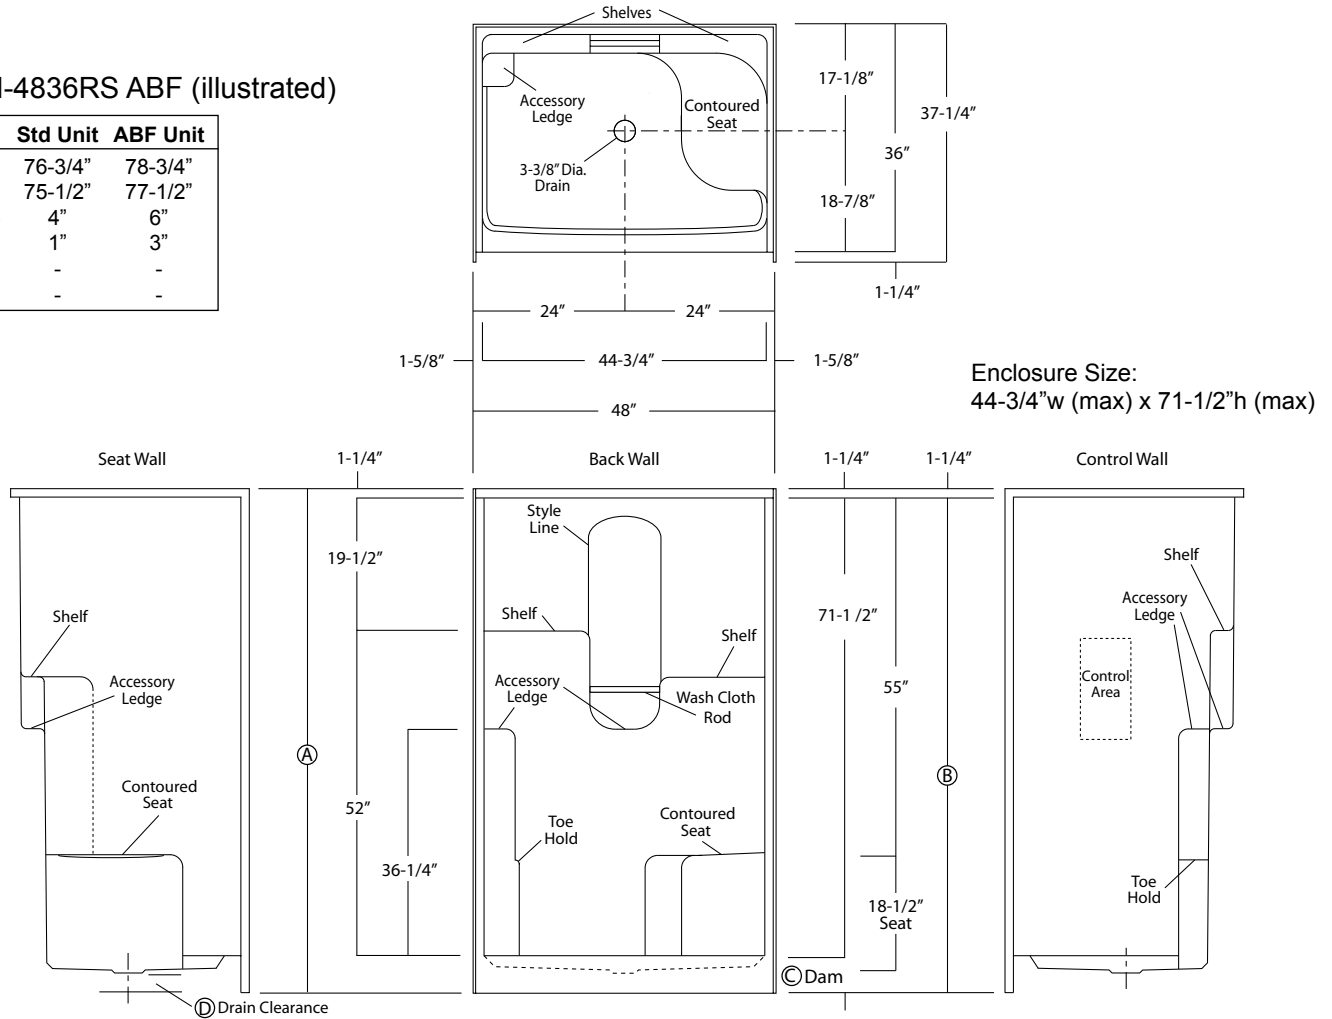 Shelves
-4836RS ABF (illustrated)
Std Unit ABF Unit
76-3/4” 78-3/4”
75-1/2” 77-1/2”
4” 6”
1” 3”
- -
- -
Accessory
Ledge
Contoured
Seat
3-3/8” Dia.
Drain
17-1/8”
37-1/4”
36”
18-7/8”
1-1/4”
24” 24”
1-5/8” 44-3/4” 1-5/8”
48”
Enclosure Size:
44-3/4”w (max) x 71-1/2”h (max)
Seat Wall
1-1/4”
Back Wall
1-1/4”
1-1/4”
Control Wall
Shelf
Accessory
Ledge
Contoured
Seat
D Drain Clearance
A
19-1/2”
52”
36-1/4”
Style
Line
Shelf
Shelf
Accessory
Ledge
Wash Cloth
Rod
Toe
Hold
Contoured
Seat
71-1 /2”
55”
18-1/2”
Seat
C Dam
B
Shelf
Accessory
Ledge
Control
Area
Toe
Hold